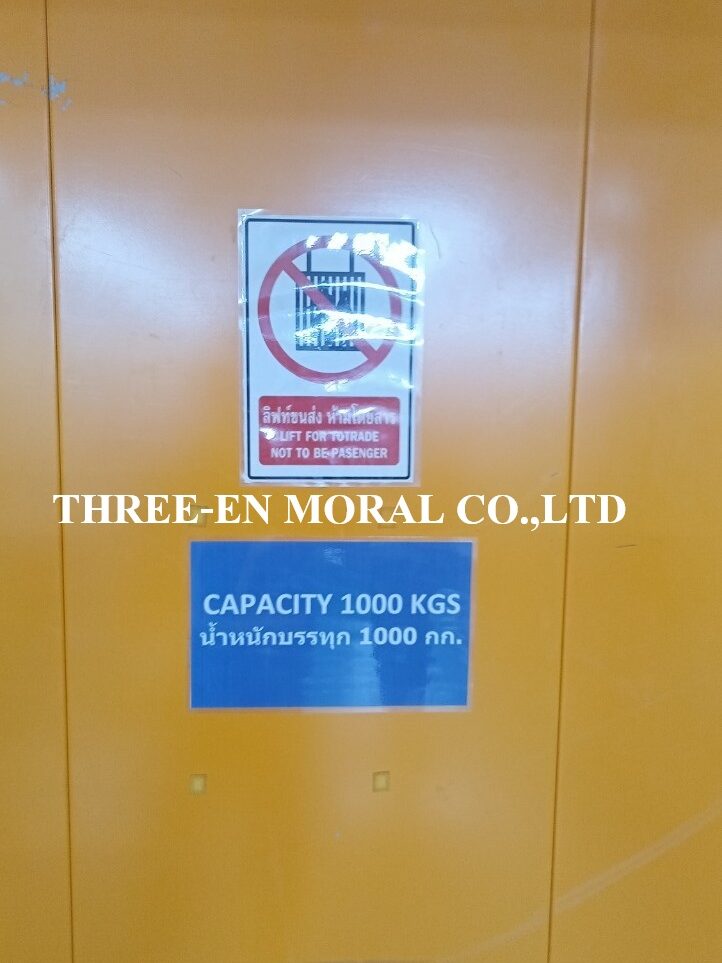 ลิฟท์ขนส่ง ห้ามโดยสาร
LIFT FOR TOTRADE
NOT TO BE PASENGER
THREE-EN MORAL CO.,LTD
CAPACITY 1000 KGS
น้ำหนักบรรทุก 1000 กก.